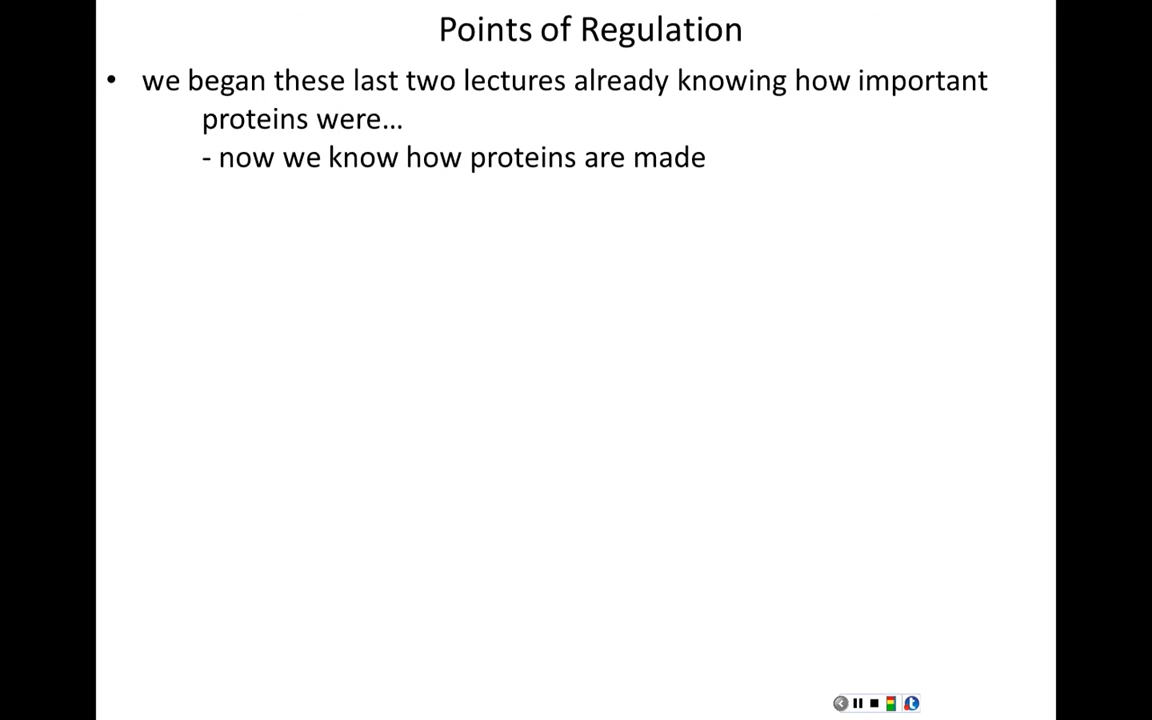 Points of Regulation
• we began these last two lectures already knowing how important
proteins were...
- now we know how proteins are made